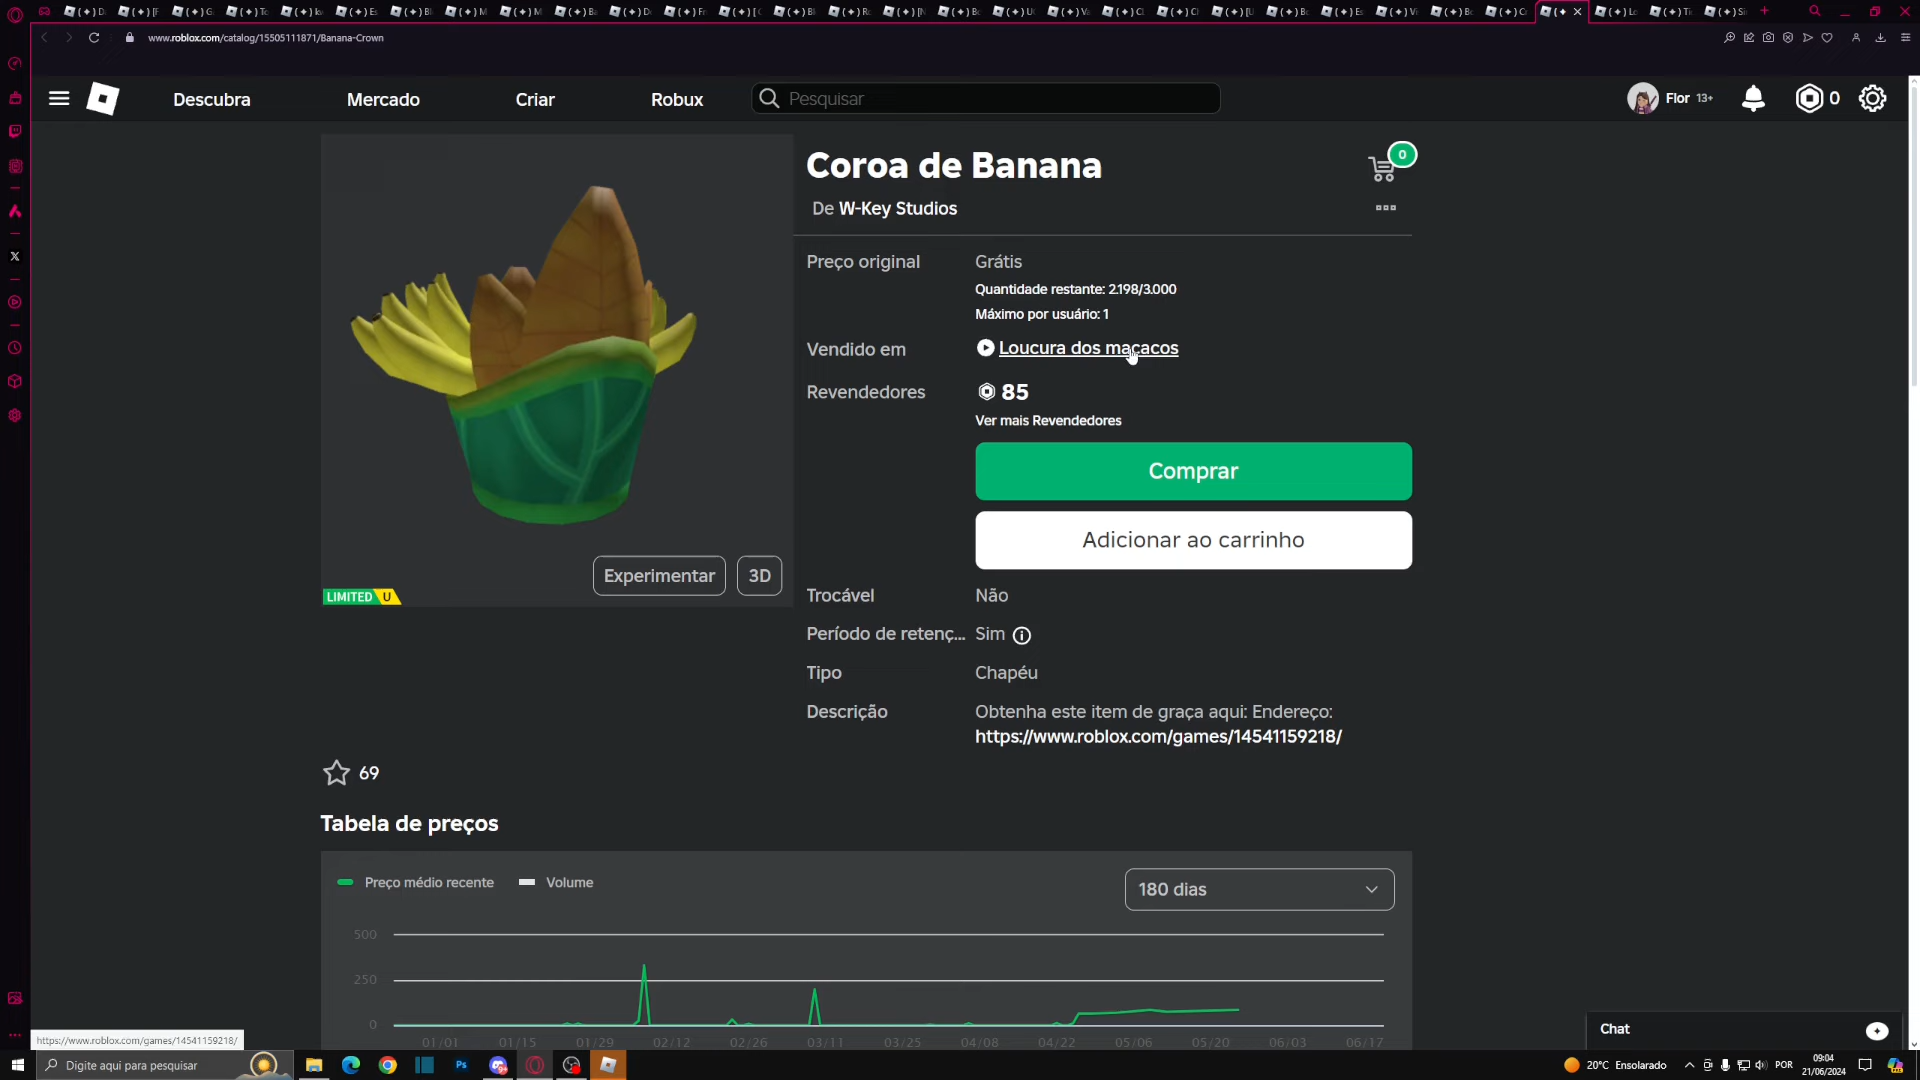 www.roblox.com/catalog/15505111871/Banana-Crown
Descubra
Mercado
Criar
Robux
Pesquisar
Flor 13+
0
Coroa de Banana
0
De W-Key Studios
Preço original
Grátis
Quantidade restante: 2.198/3.000
Máximo por usuário: 1
Vendido em
Loucura dos macacos
Revendedores
85
Ver mais Revendedores
Comprar
Adicionar ao carrinho
Experimentar
3D
LIMITED U
Trocável
Não
Período de retenç...
Sim
Tipo
Chapéu
Descrição
Obtenha este item de graça aqui: Endereço:
https://www.roblox.com/games/14541159218/
69
Tabela de preços
Preço médio recente
Volume
180 dias
500
250
0
01/01
01/15
01/29
02/12
02/26
03/11
03/25
04/08
04/22
05/06
05/20
06/03
06/17
Chat
https://www.roblox.com/games/14541159218/
Digite aqui para pesquisar
20°C Ensolarado
POR
09:04
21/06/2024